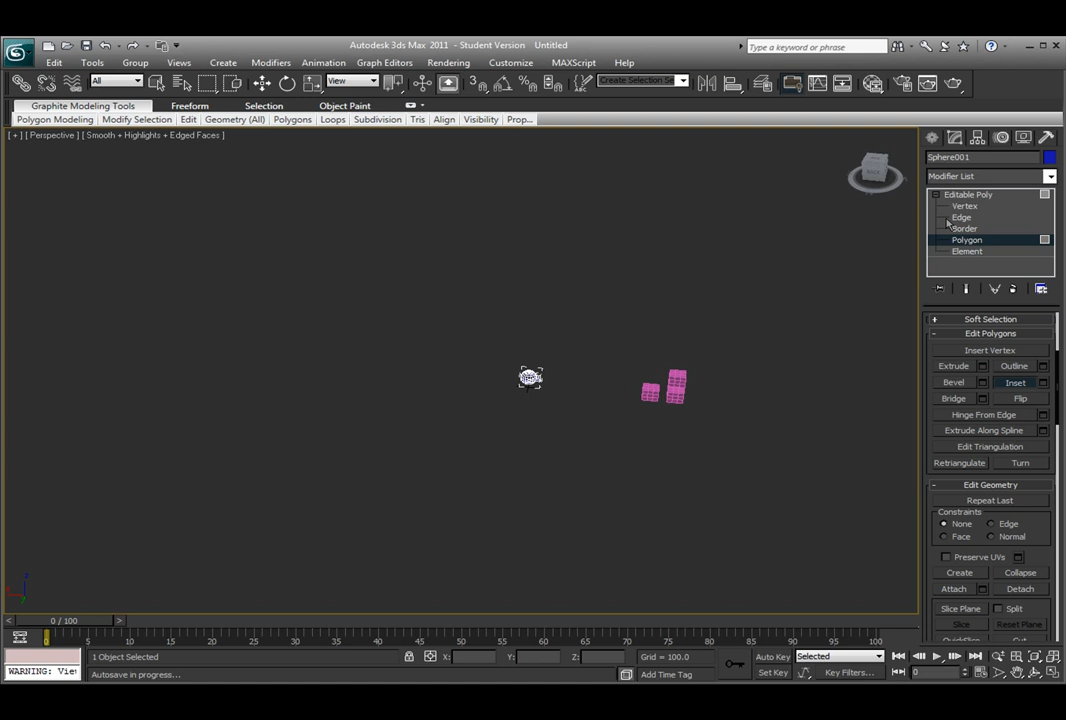 Autodesk 3ds Max 2011 - Student Version Untitled
Type a keyword or phrase
Edit Tools Group Views Create Modifiers Animation Graph Editors Rendering Customize MAXScript Help
All View 3 Create Selection Se
Graphite Modeling Tools Freeform Selection Object Paint
Polygon Modeling Modify Selection Edit Geometry (All) Polygons Loops Subdivision Tris Align Visibility Prop...
[ + ] [ Perspective ] [ Smooth + Highlights + Edged Faces ]
Sphere001
Modifier List
Editable Poly
Vertex
Edge
Border
Polygon
Element
+ Soft Selection
- Edit Polygons
Insert Vertex
Extrude Outline
Bevel Inset
Bridge Flip
Hinge From Edge
Extrude Along Spline
Edit Triangulation
Retriangulate Turn
- Edit Geometry
Repeat Last
Constraints
None Edge
Face Normal
Preserve UVs
Create Collapse
Attach Detach
Slice Plane Split
Slice Reset Plane
QuickSlice Cut
z
x
y
< 0 / 100 >
0 5 10 15 20 25 30 35 40 45 50 55 60 65 70 75 80 85 90 95 100
1 Object Selected X: Y: Z: Grid = 100.0 Auto Key Selected
WARNING: Viev Autosave in progress... Add Time Tag Set Key Key Filters... 0